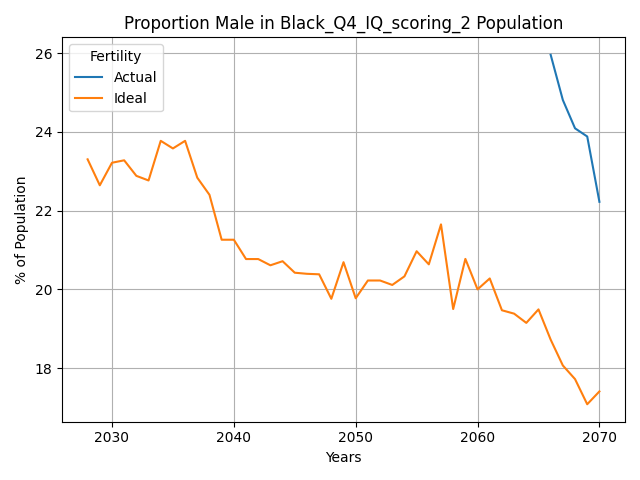 Proportion Male in Black_Q4_IQ_scoring_2 Population
Fertility
Actual
Ideal
% of Population
26
24
22
20
18
2030
2040
2050
2060
2070
Years